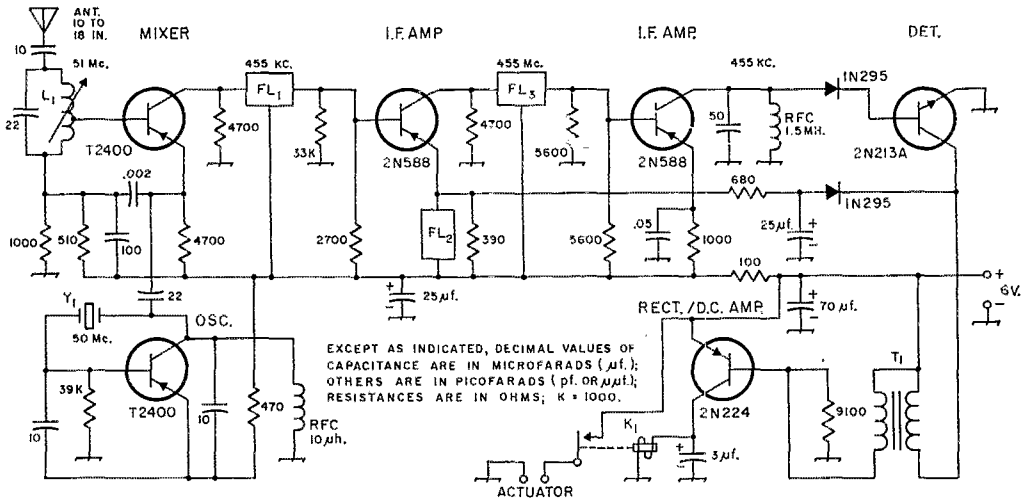 ANT.
10 TO
18 IN.
MIXER
I.F. AMP
I.F. AMP.
DET.
10
51 Mc.
455 KC.
455 Mc.
455 KC.
L1
FL1
FL3
1N295
22
4700
4700
50
RFC
1.5 MH.
T2400
33K
2N588
5600
2N588
2N213A
.002
680
1N295
1000
510
100
4700
2700
FL2
390
5600
.05
1000
25 µf.
+
-
100
+
6V.
-
22
+
-
25 µf.
RECT. / D.C. AMP.
+
-
70 µf.
Y1
50 Mc.
OSC.
T1
EXCEPT AS INDICATED, DECIMAL VALUES OF
CAPACITANCE ARE IN MICROFARADS (µf.);
OTHERS ARE IN PICOFARADS (pf. OR µµf.);
RESISTANCES ARE IN OHMS; K = 1000.
39K
T2400
470
2N224
9100
10
10
RFC
10 µh.
K1
+
-
3 µf.
ACTUATOR